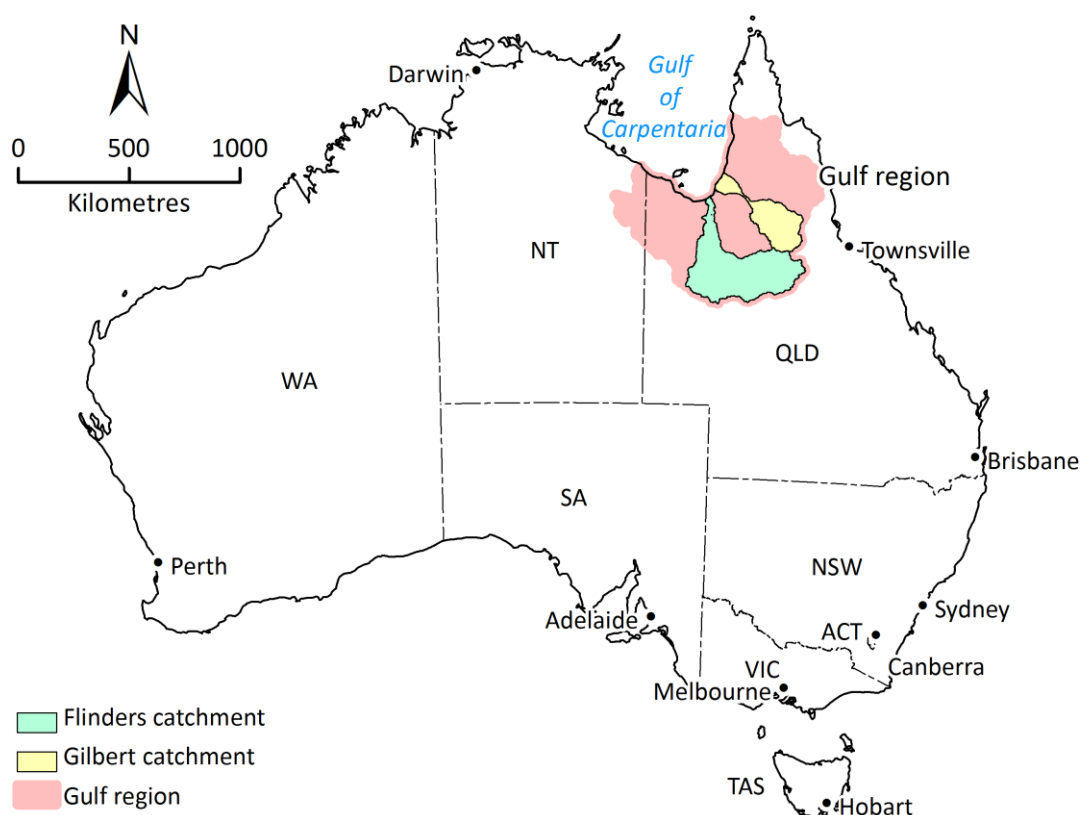 N
0 500 1000
Kilometres
Darwin
Gulf
of
Carpentaria
Gulf region
Townsville
NT
QLD
WA
Brisbane
SA
Perth
NSW
Sydney
Adelaide
ACT
Canberra
VIC
Melbourne
TAS
Hobart
Flinders catchment
Gilbert catchment
Gulf region